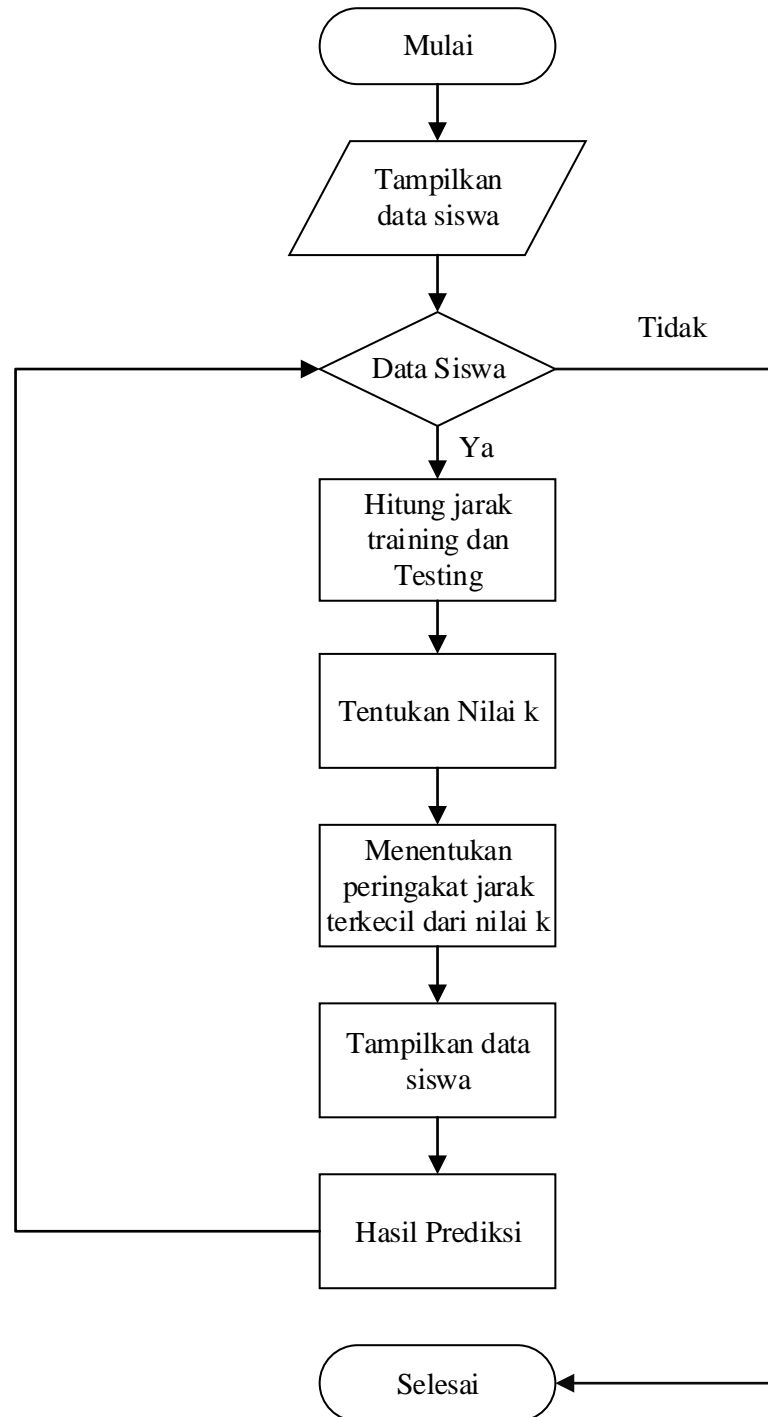 Mulai
Tampilkan
data siswa
Tidak
Data Siswa
Ya
Hitung jarak
training dan
Testing
Tentukan Nilai k
Menentukan
peringakat jarak
terkecil dari nilai k
Tampilkan data
siswa
Hasil Prediksi
Selesai